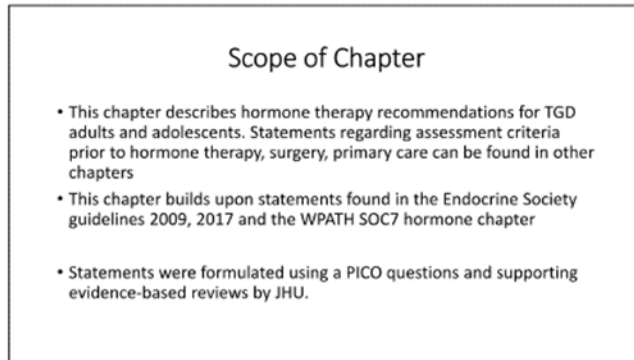 Scope of Chapter
• This chapter describes hormone therapy recommendations for TGD
adults and adolescents. Statements regarding assessment criteria
prior to hormone therapy, surgery, primary care can be found in other
chapters
• This chapter builds upon statements found in the Endocrine Society
guidelines 2009, 2017 and the WPATH SOC7 hormone chapter
• Statements were formulated using a PICO questions and supporting
evidence-based reviews by JHU.